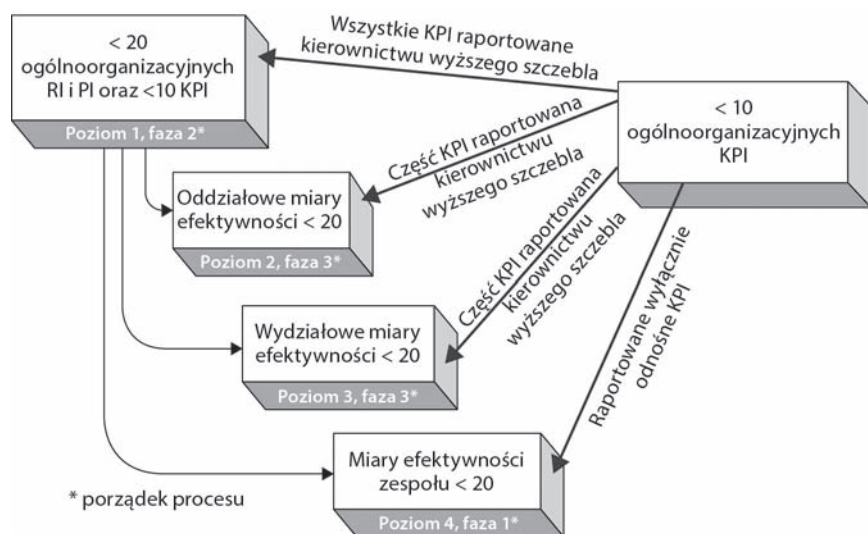 < 20
ogólnoorganizacyjnych
RI i PI oraz <10 KPI
Poziom 1, faza 2*
Wszystkie KPI raportowane
kierownictwu wyższego szczebla
< 10
ogólnoorganizacyjnych
KPI
Część KPI raportowana
kierownictwu
wyższego szczebla
Oddziałowe miary
efektywności < 20
Poziom 2, faza 3*
Część KPI raportowana
kierownictwu
wyższego szczebla
Wydziałowe miary
efektywności < 20
Poziom 3, faza 3*
Raportowane wyłącznie
odnośne KPI
Miary efektywności
zespołu < 20
Poziom 4, faza 1*
* porządek procesu